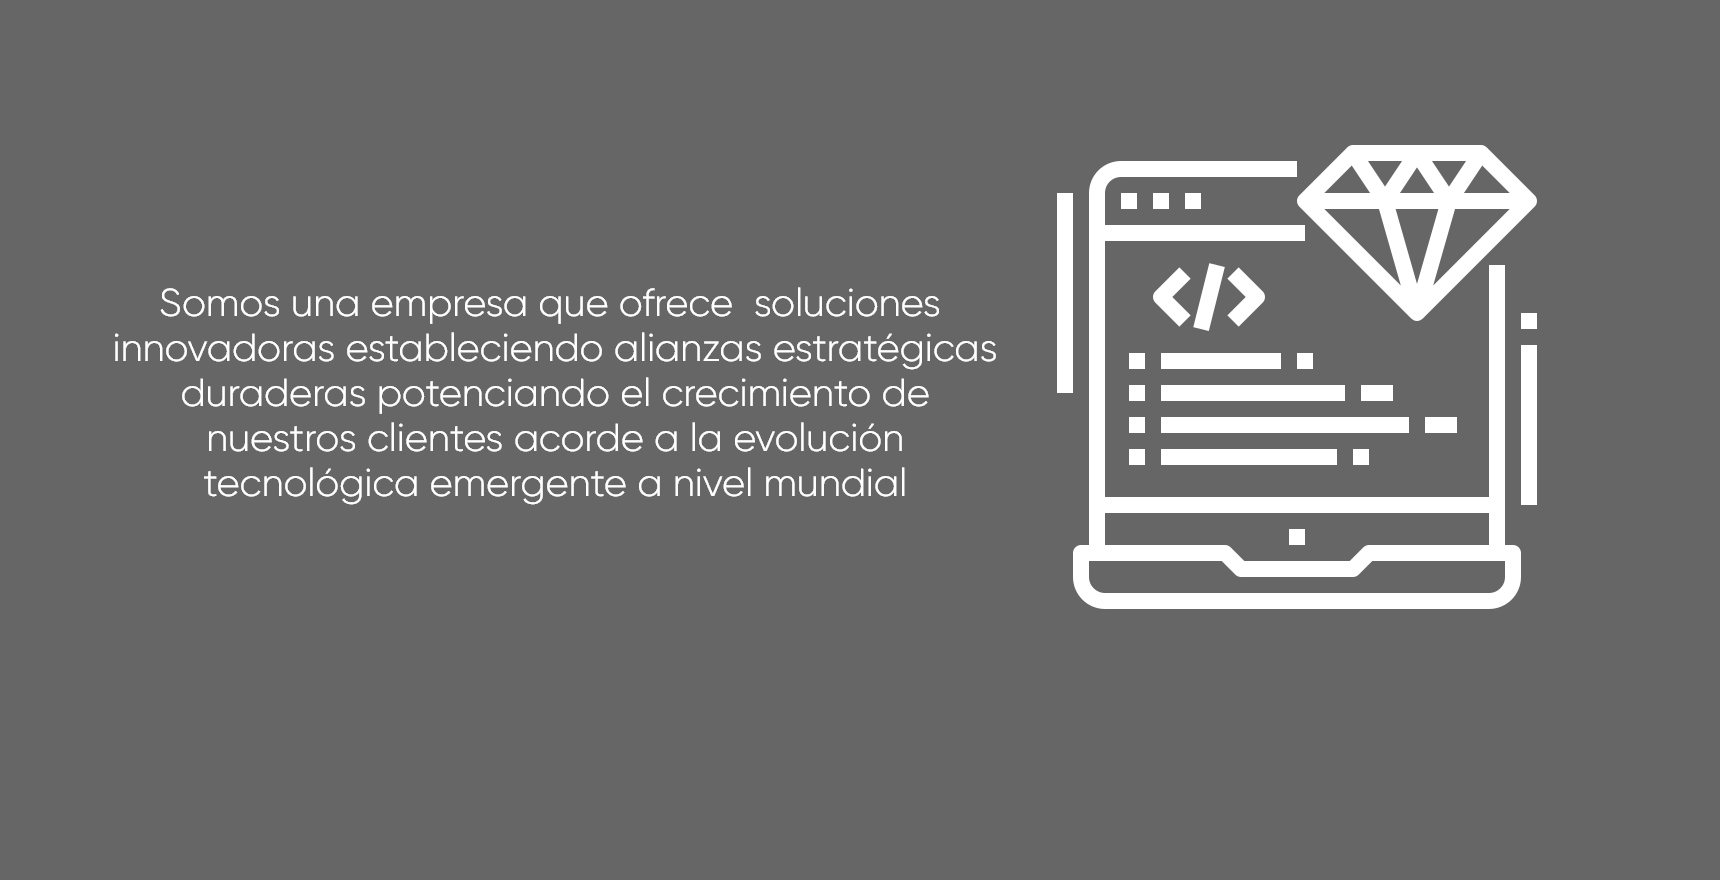 Somos una empresa que ofrece  soluciones
innovadoras estableciendo alianzas estratégicas
duraderas potenciando el crecimiento de
nuestros clientes acorde a la evolución
tecnológica emergente a nivel mundial
</>